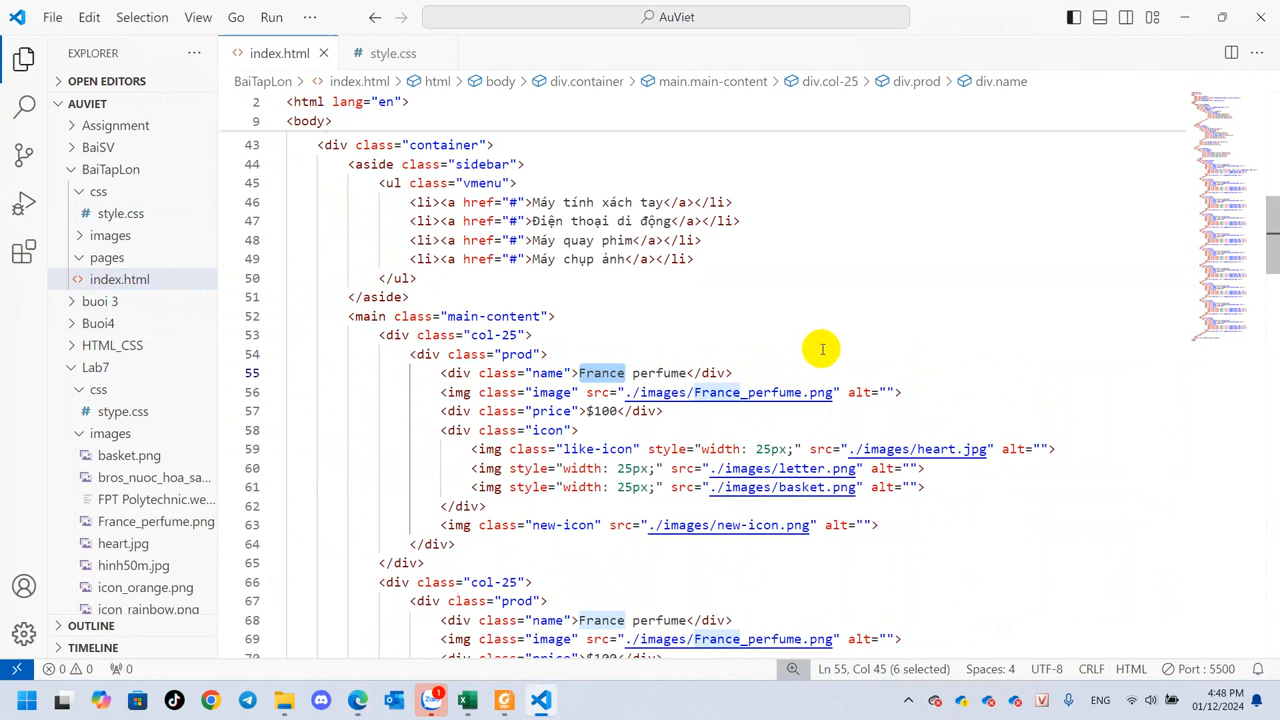 File Edit Selection View Go Run ··· AuViet
EXPLORER ··· index.html style.css
OPEN EDITORS BaiTapLon > index.html > html > body > div.container > main.main-content > div.col-25 > div.prod > div.name
AUVIET
2 <html lang="en">
9 <body>
Assignment
BaiSV
BaiTapLon
css
style.css
images
index.html
Bai3
Buoi4
HTML_CSS
Lab7
css
stype.css
images
basket.png
bros_nuoc_hoa_sa...
FPT Polytechnic.we...
France_perfume.png
heart.jpg
hinh50m.jpg
icon_orange.png
icon_rainbow.png
OUTLINE
TIMELINE
43 <div class="container">
44 <aside class="sidebar">
45 <ul class="vmenu">
46 <li><a href="#">Máy tính xách tay</a></li>
47 <li><a href="#">Điện thoại di động</a></li>
48 <li><a href="#">Máy quay phim</a></li>
49 <li><a href="#">Máy chụp</a></li>
50 </ul>
51 </aside>
52 <main class="main-content">
53 <div class="col-25">
54 <div class="prod">
55 <div class="name">France perfume</div>
56 <img class="image" src="./images/France_perfume.png" alt="">
57 <div class="price">$100</div>
58 <div class="icon">
59 <img class="like-icon" style="width: 25px;" src="./images/heart.jpg" alt="">
60 <img style="width: 25px;" src="./images/letter.png" alt="">
61 <img style="width: 25px;" src="./images/basket.png" alt="">
62 </div>
63 <img class="new-icon" src="./images/new-icon.png" alt="">
64 </div>
65 </div>
66 <div class="col-25">
67 <div class="prod">
68 <div class="name">France perfume</div>
69 <img class="image" src="./images/France_perfume.png" alt="">
70 <div class="price">$100</div>
0 0 0 Ln 55, Col 45 (6 selected) Spaces: 4 UTF-8 CRLF HTML Port : 5500
Zalo 1 ENG 4:48 PM
01/12/2024